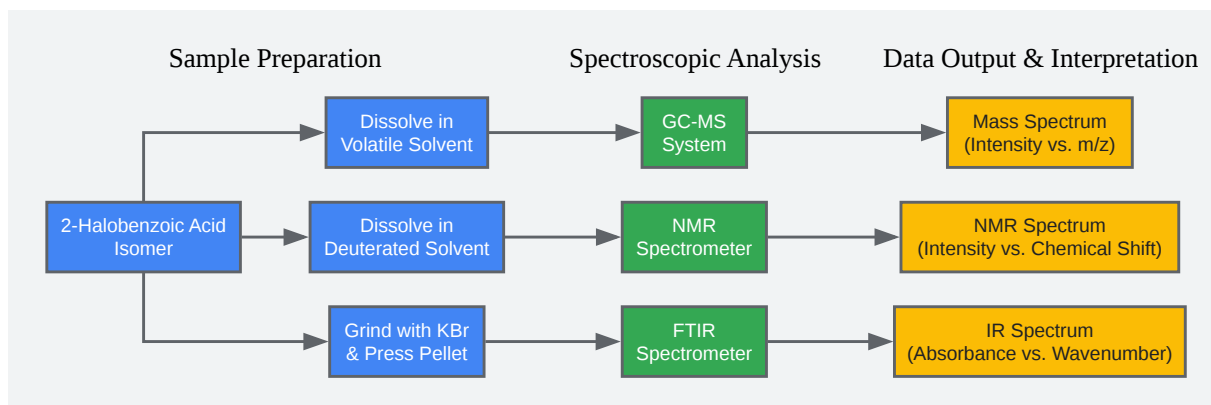 Sample Preparation
Spectroscopic Analysis
Data Output & Interpretation
Dissolve in
Volatile Solvent
GC-MS
System
Mass Spectrum
(Intensity vs. m/z)
2-Halobenzoic Acid
Isomer
Dissolve in
Deuterated Solvent
NMR
Spectrometer
NMR Spectrum
(Intensity vs. Chemical Shift)
Grind with KBr
& Press Pellet
FTIR
Spectrometer
IR Spectrum
(Absorbance vs. Wavenumber)